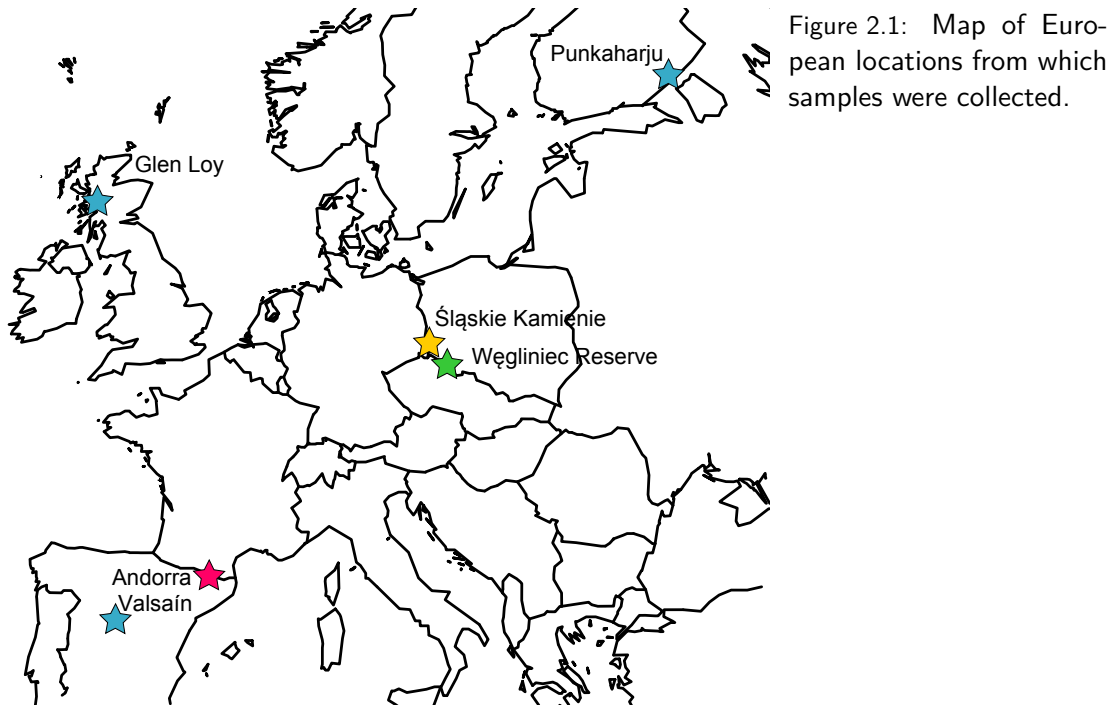 Punkaharju
Figure 2.1: Map of Euro-
pean locations from which
samples were collected.
Glen Loy
Śląskie Kamienie
Węgliniec Reserve
Andorra
Valsaín